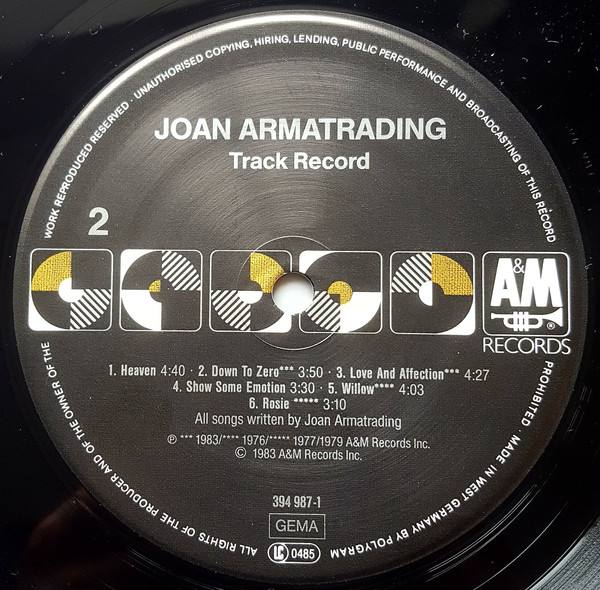 WORK REPRODUCED RESERVED · UNAUTHORISED COPYING, HIRING, LENDING, PUBLIC PERFORMANCE AND BROADCASTING OF THIS RECORD
PROHIBITED MADE IN WEST GERMANY BY POLYGRAM
ALL RIGHTS OF THE PRODUCER AND OF THE OWNER OF THE
JOAN ARMATRADING
Track Record
2
A&M
®
RECORDS
1. Heaven 4:40 · 2. Down To Zero*** 3:50 · 3. Love And Affection*** 4:27
4. Show Some Emotion 3:30 · 5. Willow**** 4:03
6. Rosie ***** 3:10
All songs written by Joan Armatrading
℗ *** 1983/**** 1976/***** 1977/1979 A&M Records Inc.
© 1983 A&M Records Inc.
394 987-1
GEMA
LC 0485